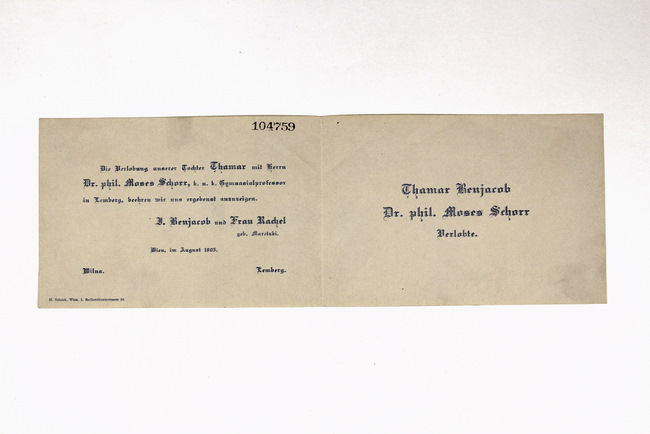 104759
Die Verlobung unserer Tochter Thamar mit Herrn
Dr. phil. Moses Schorr, k. u. k. Gymnasialprofessor
in Lemberg, beehren wir uns ergebenst anzuzeigen.
I. Benjacob und Frau Rachel
geb.
Wien, im August
Wilna. Lemberg.
Wien, I.
Thamar Benjacob
Dr. phil. Moses Schorr
Verlobte.